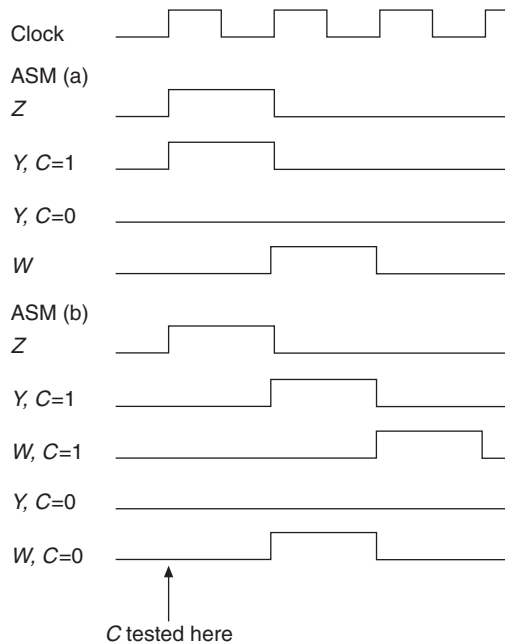 Clock
ASM (a)
Z
Y, C=1
Y, C=0
W
ASM (b)
Z
Y, C=1
W, C=1
Y, C=0
W, C=0
C tested here